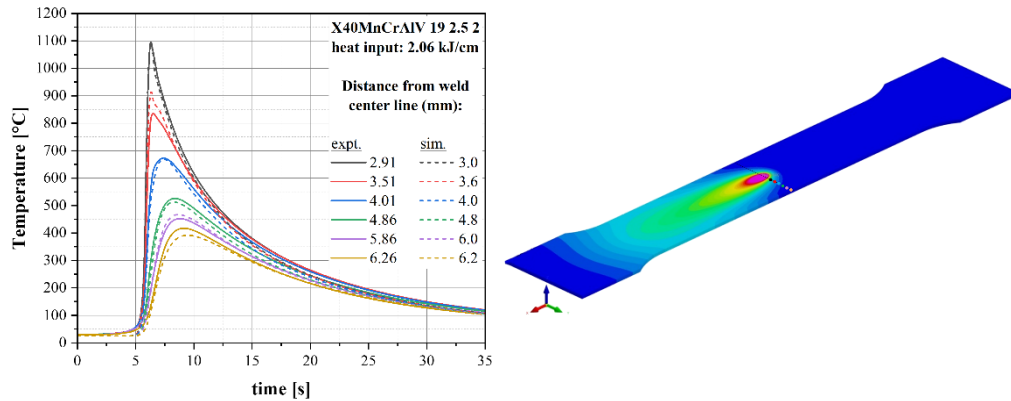 1200
1100
1000
900
800
700
600
500
400
300
200
100
0
Temperature [°C]
X40MnCrAlV 19 2.5 2
heat input: 2.06 kJ/cm
Distance from weld
center line (mm):
expt. sim.
2.91 3.0
3.51 3.6
4.01 4.0
4.86 4.8
5.86 6.0
6.26 6.2
0 5 10 15 20 25 30 35
time [s]